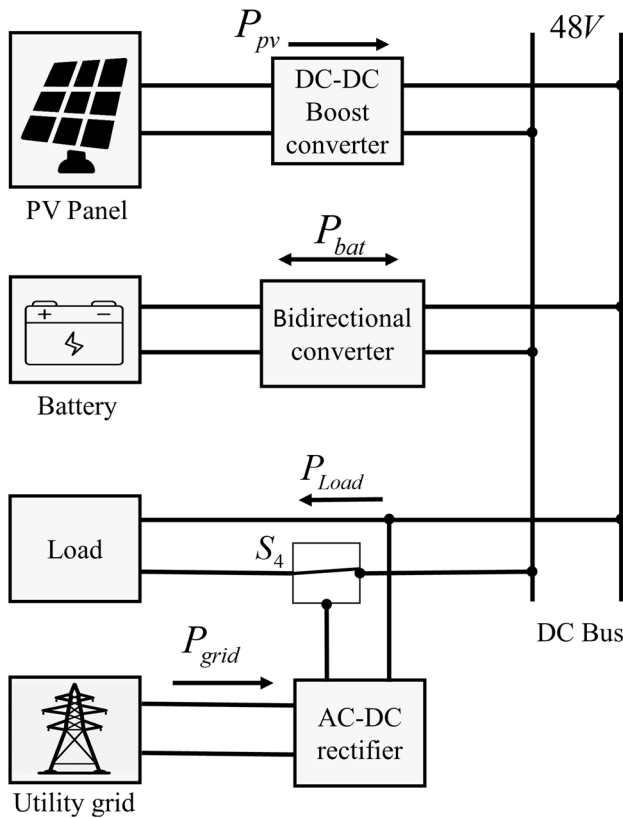 P_pv
48V
DC-DC
Boost
converter
PV Panel
P_bat
+ −
Bidirectional
converter
Battery
P_Load
Load
S_4
DC Bus
P_grid
AC-DC
rectifier
Utility grid